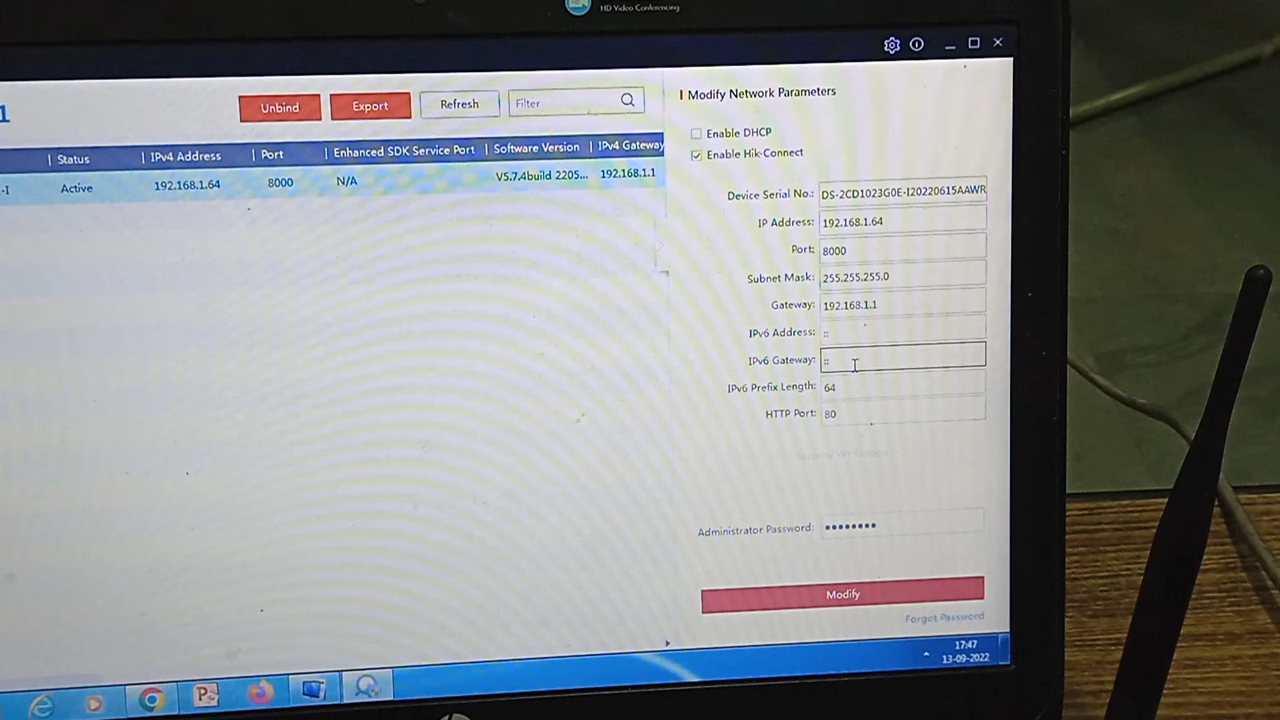 HD Video Conferencing
1
Unbind
Export
Refresh
Filter
Status
IPv4 Address
Port
Enhanced SDK Service Port
Software Version
IPv4 Gateway
-I
Active
192.168.1.64
8000
N/A
V5.7.4build 2205...
192.168.1.1
Modify Network Parameters
Enable DHCP
Enable Hik-Connect
Device Serial No.: DS-2CD1023G0E-I20220615AAWR
IP Address: 192.168.1.64
Port: 8000
Subnet Mask: 255.255.255.0
Gateway: 192.168.1.1
IPv6 Address: ::
IPv6 Gateway: ::
IPv6 Prefix Length: 64
HTTP Port: 80
Administrator Password: ••••••••
Modify
Forgot Password
17:47
13-09-2022